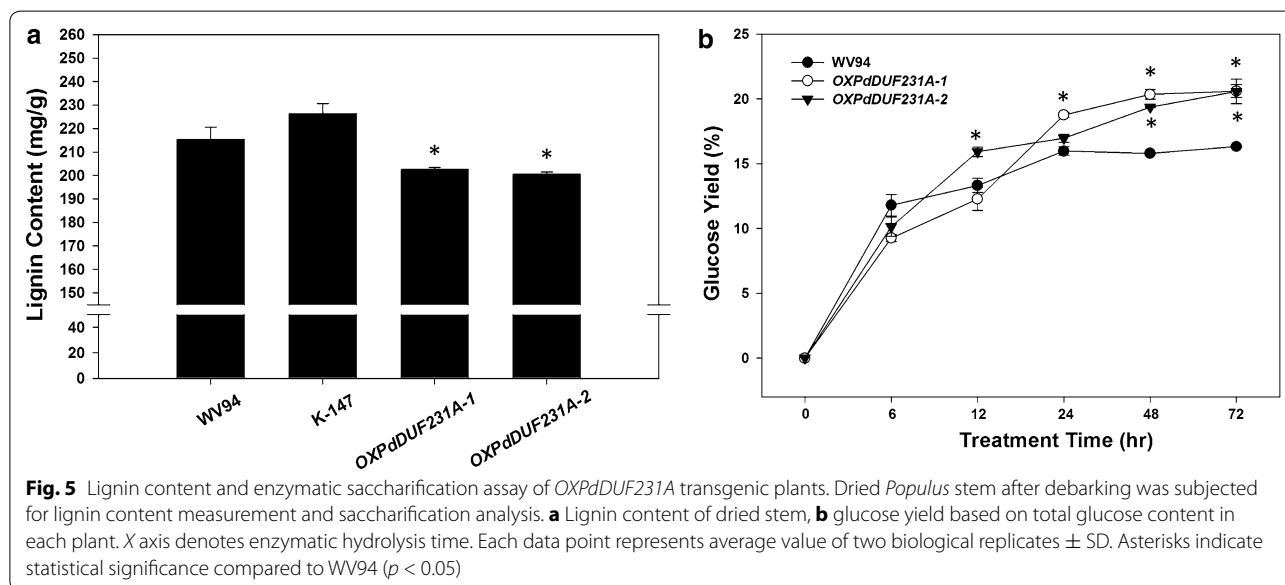 a
260
250
240
230
220
210
200
190
180
170
160
150
40
20
0
Lignin Content (mg/g)
* *
WV94 K-147 OXPdDUF231A-1 OXPdDUF231A-2
b
25
20
15
10
5
0
Glucose Yield (%)
WV94
OXPdDUF231A-1
OXPdDUF231A-2
* * * * * *
0 6 12 24 48 72
Treatment Time (hr)
Fig. 5 Lignin content and enzymatic saccharification assay of OXPdDUF231A transgenic plants. Dried Populus stem after debarking was subjected
for lignin content measurement and saccharification analysis. a Lignin content of dried stem, b glucose yield based on total glucose content in
each plant. X axis denotes enzymatic hydrolysis time. Each data point represents average value of two biological replicates ± SD. Asterisks indicate
statistical significance compared to WV94 (p < 0.05)